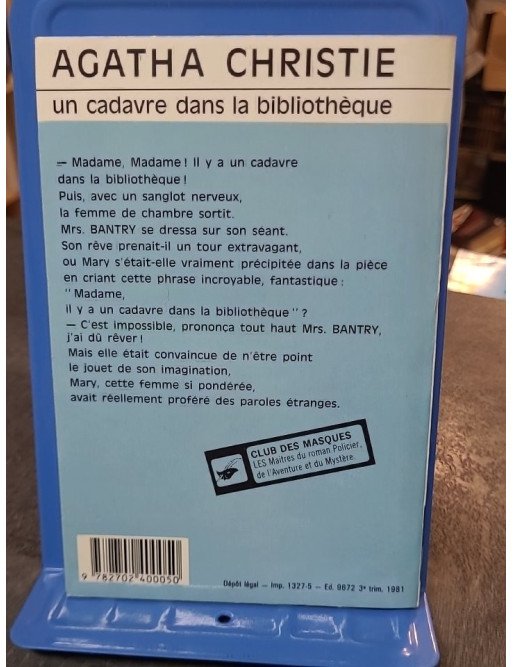 AGATHA CHRISTIE
un cadavre dans la bibliothèque
— Madame, Madame! Il y a un cadavre
dans la bibliothèque!
Puis, avec un sanglot nerveux,
la femme de chambre sortit.
Mrs. BANTRY se dressa sur son séant.
Son rêve prenait-il un tour extravagant,
ou Mary s'était-elle vraiment précipitée dans la pièce
en criant cette phrase incroyable, fantastique :
"Madame,
il y a un cadavre dans la bibliothèque"?
— C'est impossible, prononça tout haut Mrs. BANTRY,
j'ai dû rêver!
Mais elle était convaincue de n'être point
le jouet de son imagination,
Mary, cette femme si pondérée,
avait réellement proféré des paroles étranges.
CLUB DES MASQUES
LES Maîtres du roman Policier,
de l'Aventure et du Mystère.
9 782702 400050
Dépôt légal — Imp. 1327-5 — Ed. 9872 3e trim. 1981